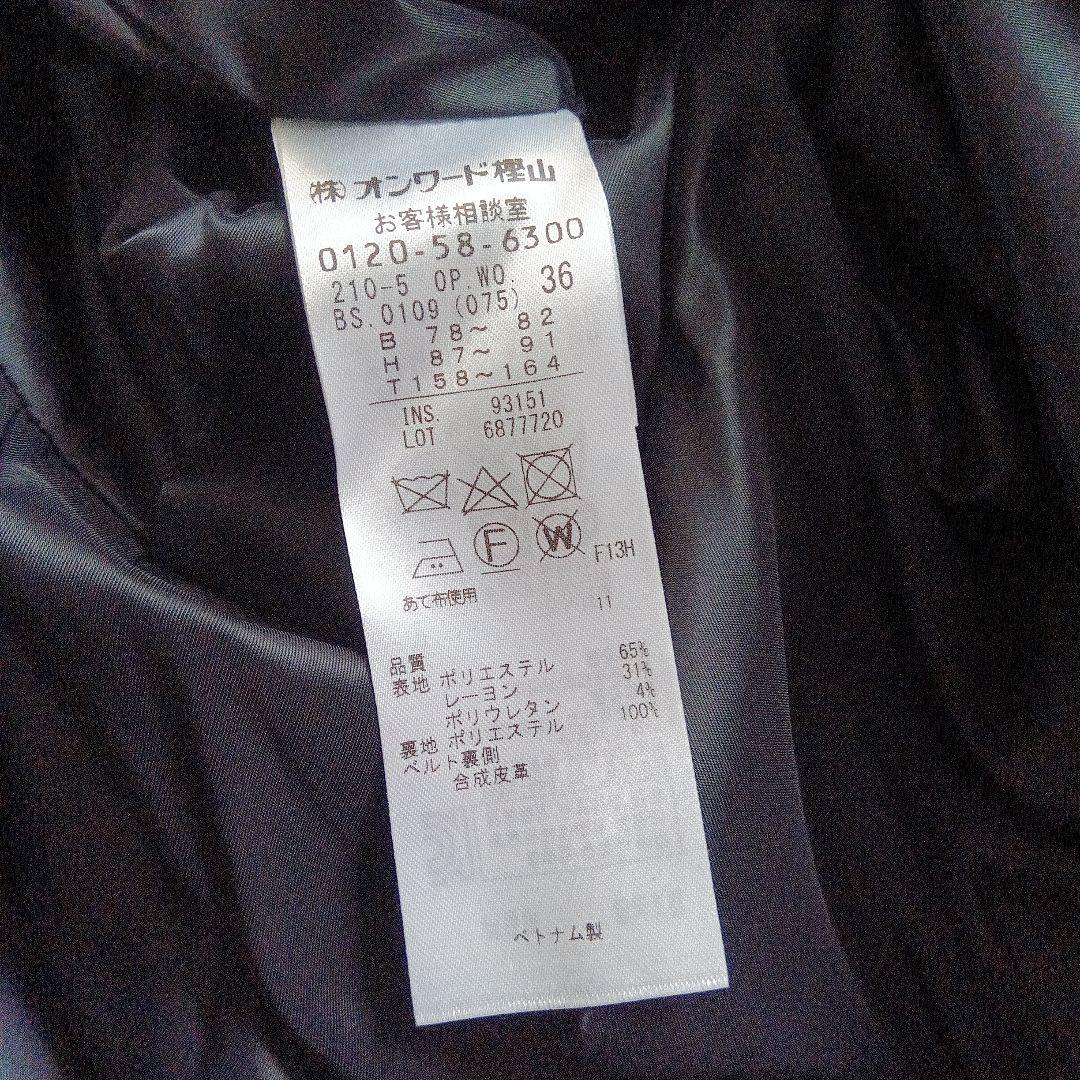 (株)オンワード樫山
お客様相談室
0120-58-6300
210-5 OP.WO. 36
BS.0109(075)
B 78～ 82
H 87～ 91
T158～164
INS. 93151
LOT 6877720
F W F13H
あて布使用 11
品質
表地 ポリエステル 65%
レーヨン 31%
ポリウレタン 4%
裏地 ポリエステル 100%
ベルト裏側
合成皮革
ベトナム製